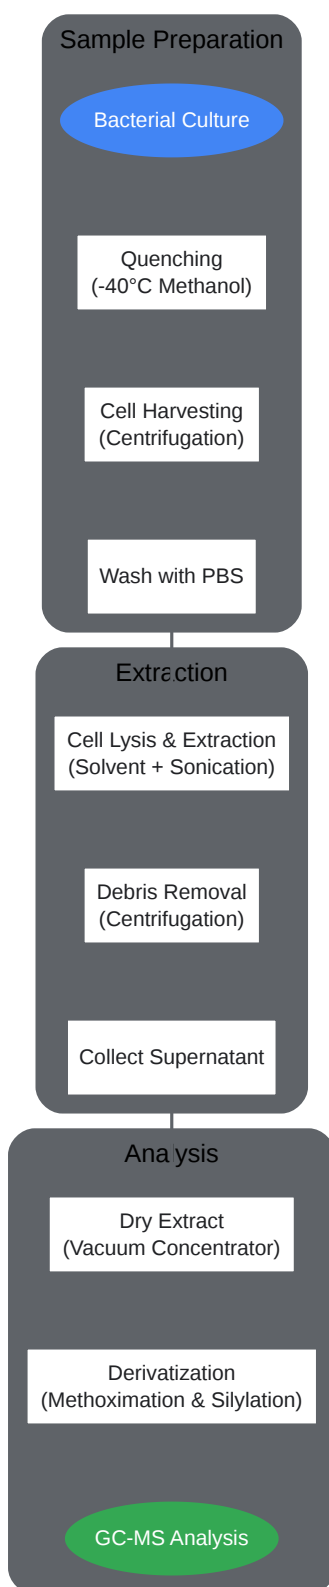 Sample Preparation
Bacterial Culture
Quenching
(-40°C Methanol)
Cell Harvesting
(Centrifugation)
Wash with PBS
Extraction
Cell Lysis & Extraction
(Solvent + Sonication)
Debris Removal
(Centrifugation)
Collect Supernatant
Analysis
Dry Extract
(Vacuum Concentrator)
Derivatization
(Methoximation & Silylation)
GC-MS Analysis